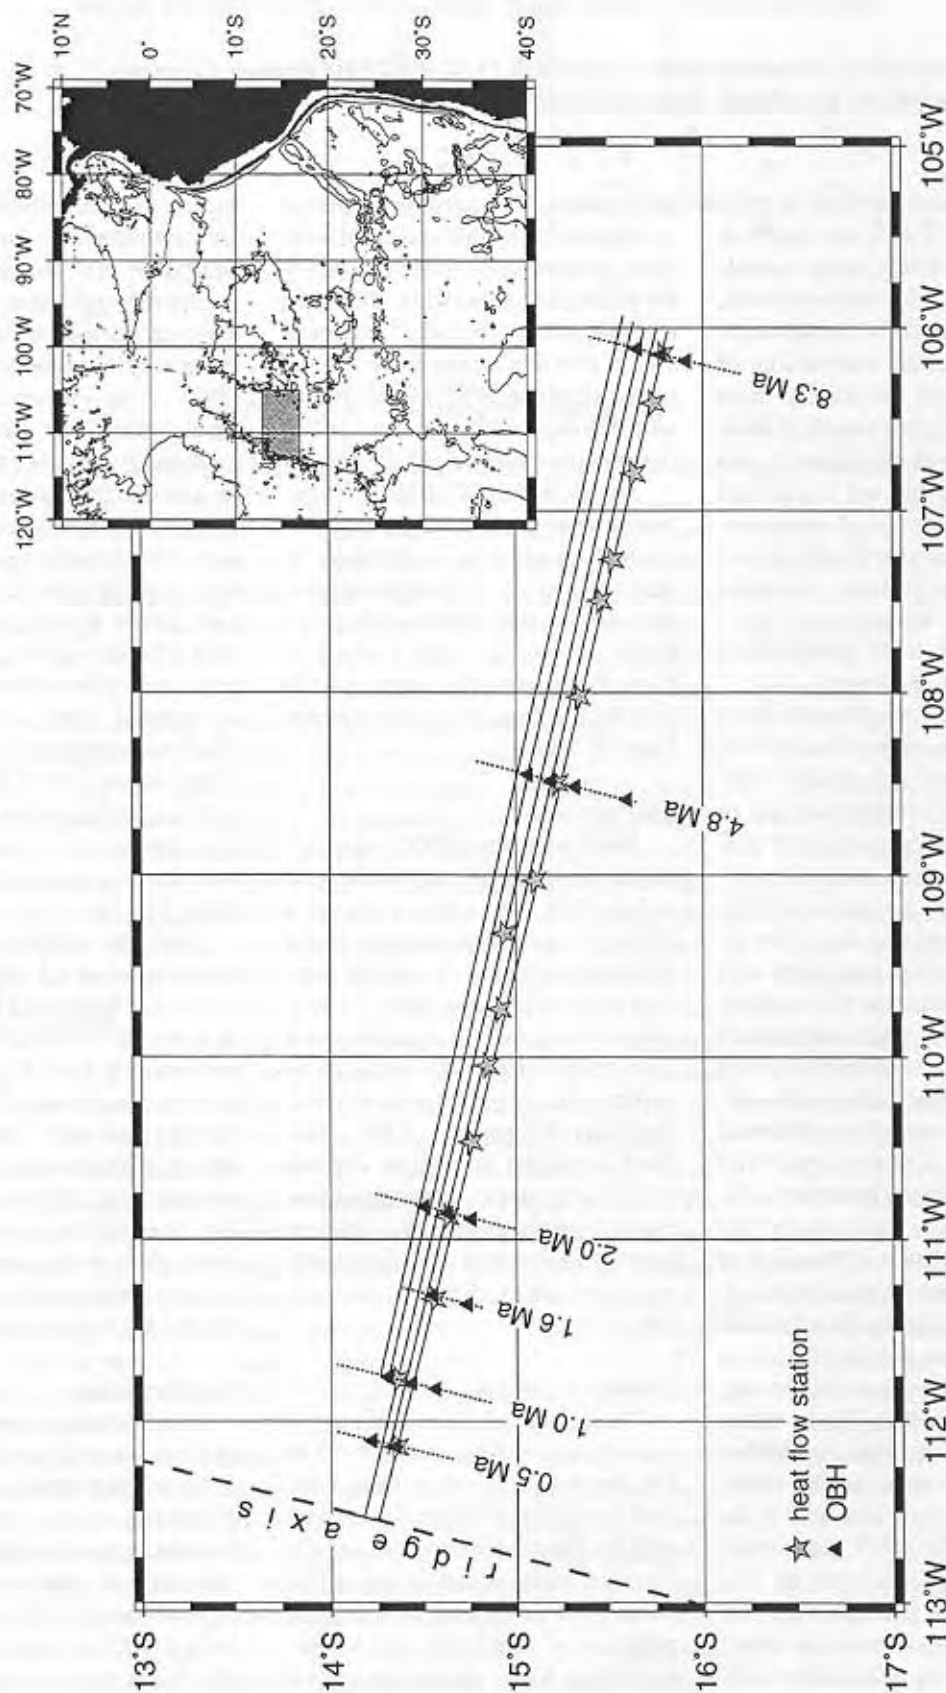 10°N
0°
10°S
20°S
30°S
40°S
120°W
110°W
100°W
90°W
80°W
70°W
13°S
14°S
15°S
16°S
17°S
113°W
112°W
111°W
110°W
109°W
108°W
107°W
106°W
105°W
ridge axis
0.5 Ma
1.0 Ma
1.6 Ma
2.0 Ma
4.8 Ma
8.3 Ma
heat flow station
OBH